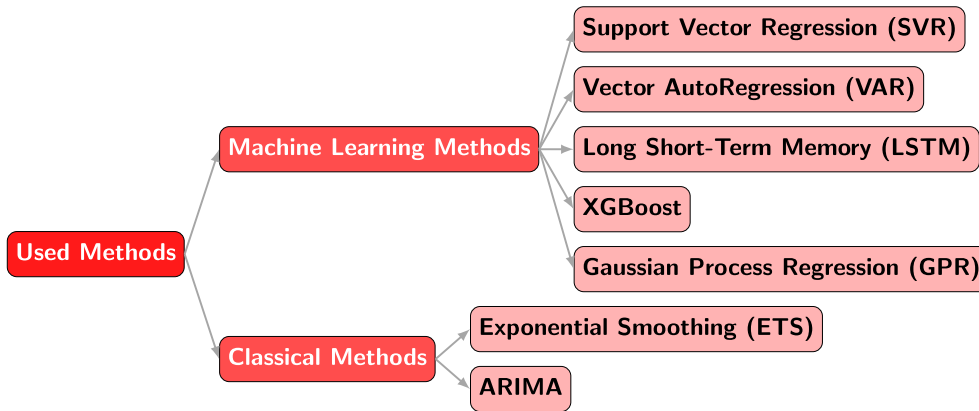 Support Vector Regression (SVR)
Vector AutoRegression (VAR)
Machine Learning Methods
Long Short-Term Memory (LSTM)
XGBoost
Used Methods
Gaussian Process Regression (GPR)
Exponential Smoothing (ETS)
Classical Methods
ARIMA